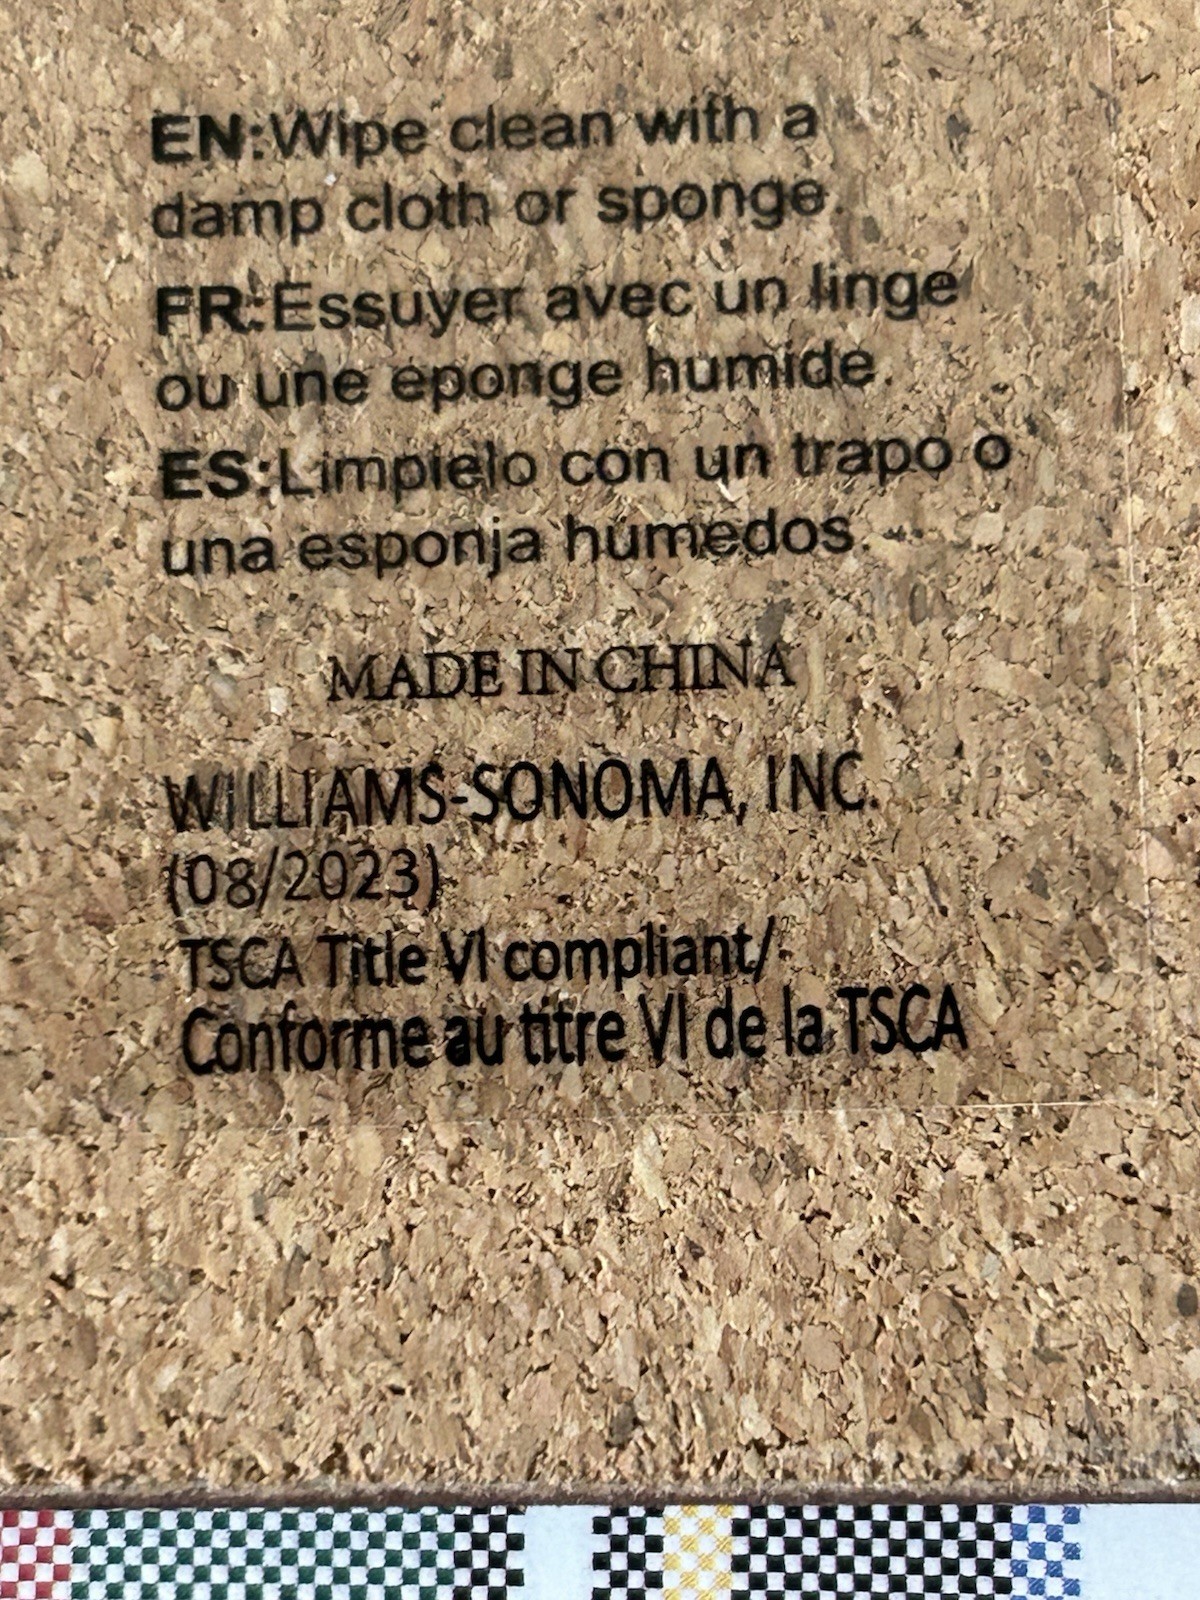 EN:Wipe clean with a
damp cloth or sponge.
FR:Essuyer avec un linge
ou une eponge humide.
ES:Limpielo con un trapo o
una esponja humedos.
MADE IN CHINA
WILLIAMS-SONOMA, INC.
(08/2023)
TSCA Title VI compliant/
Conforme au titre VI de la TSCA